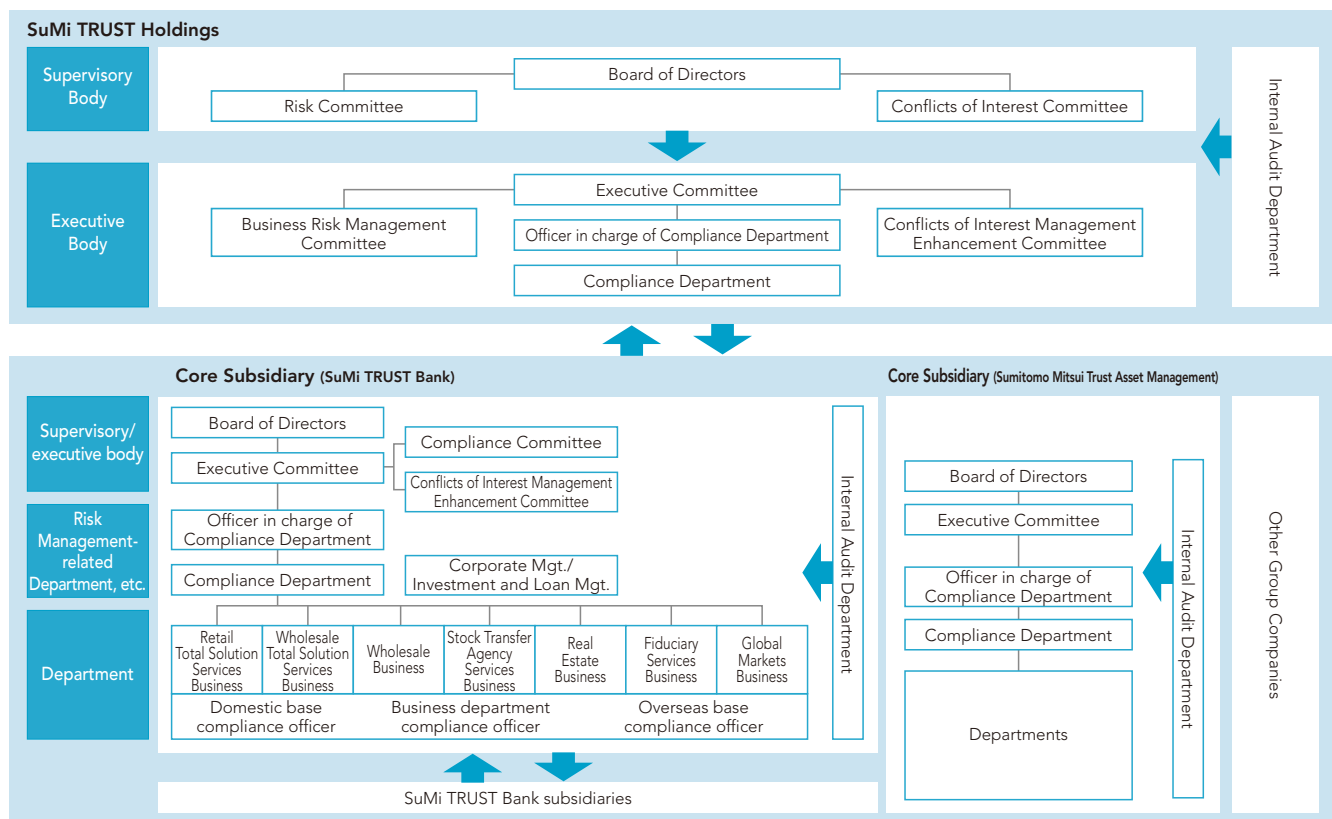 SuMi TRUST Holdings
Supervisory
Body
Board of Directors
Risk Committee
Conflicts of Interest Committee
Internal Audit Department
Executive
Body
Executive Committee
Business Risk Management
Committee
Officer in charge of Compliance Department
Conflicts of Interest Management
Enhancement Committee
Compliance Department
Core Subsidiary (SuMi TRUST Bank)
Supervisory/
executive body
Board of Directors
Executive Committee
Compliance Committee
Conflicts of Interest Management
Enhancement Committee
Risk
Management-
related
Department, etc.
Officer in charge of
Compliance Department
Compliance Department
Corporate Mgt./
Investment and Loan Mgt.
Department
Retail
Total Solution
Services
Business
Wholesale
Total Solution
Services
Business
Wholesale
Business
Stock Transfer
Agency
Services
Business
Real
Estate
Business
Fiduciary
Services
Business
Global
Markets
Business
Domestic base
compliance officer
Business department
compliance officer
Overseas base
compliance officer
Internal Audit Department
SuMi TRUST Bank subsidiaries
Core Subsidiary (Sumitomo Mitsui Trust Asset Management)
Board of Directors
Executive Committee
Officer in charge of
Compliance Department
Compliance Department
Departments
Internal Audit Department
Other Group Companies